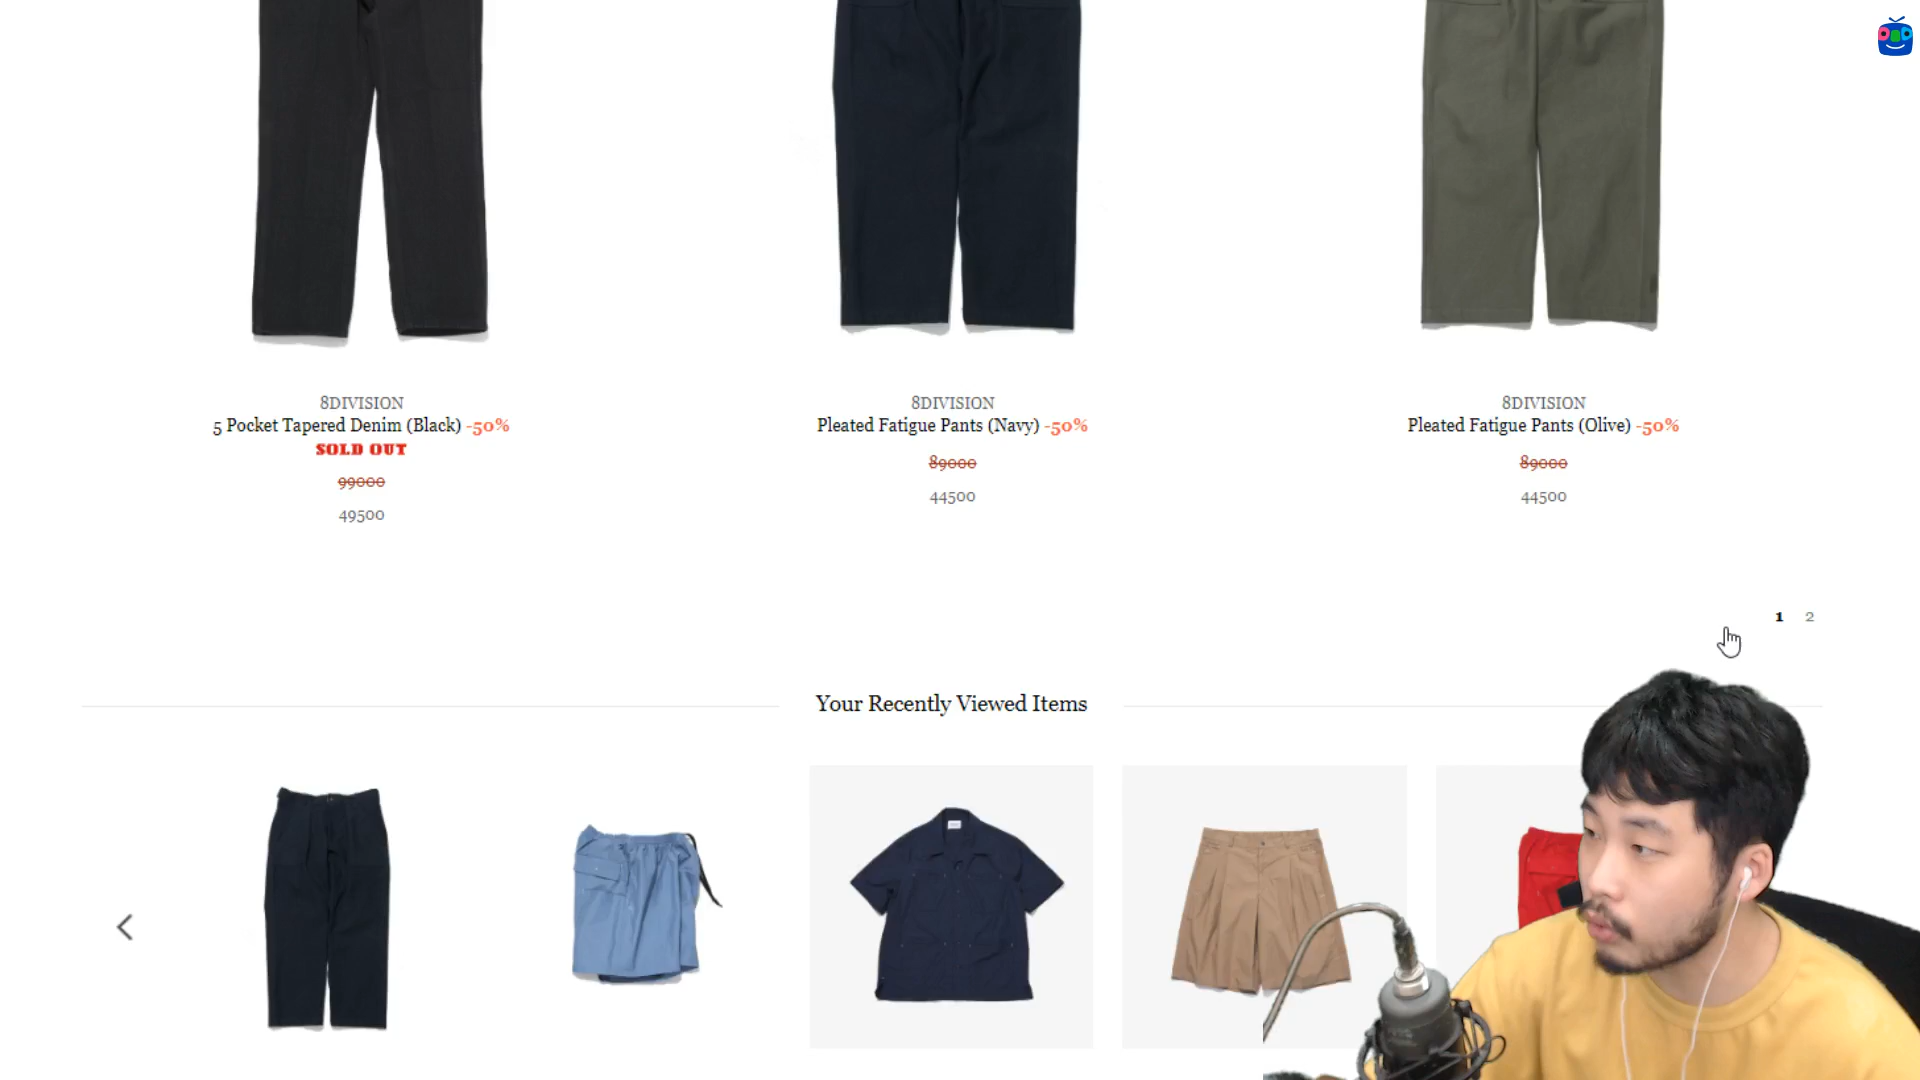 8DIVISION
5 Pocket Tapered Denim (Black) -50%
SOLD OUT
99000
49500
8DIVISION
Pleated Fatigue Pants (Navy) -50%
89000
44500
8DIVISION
Pleated Fatigue Pants (Olive) -50%
89000
44500
1 2
Your Recently Viewed Items